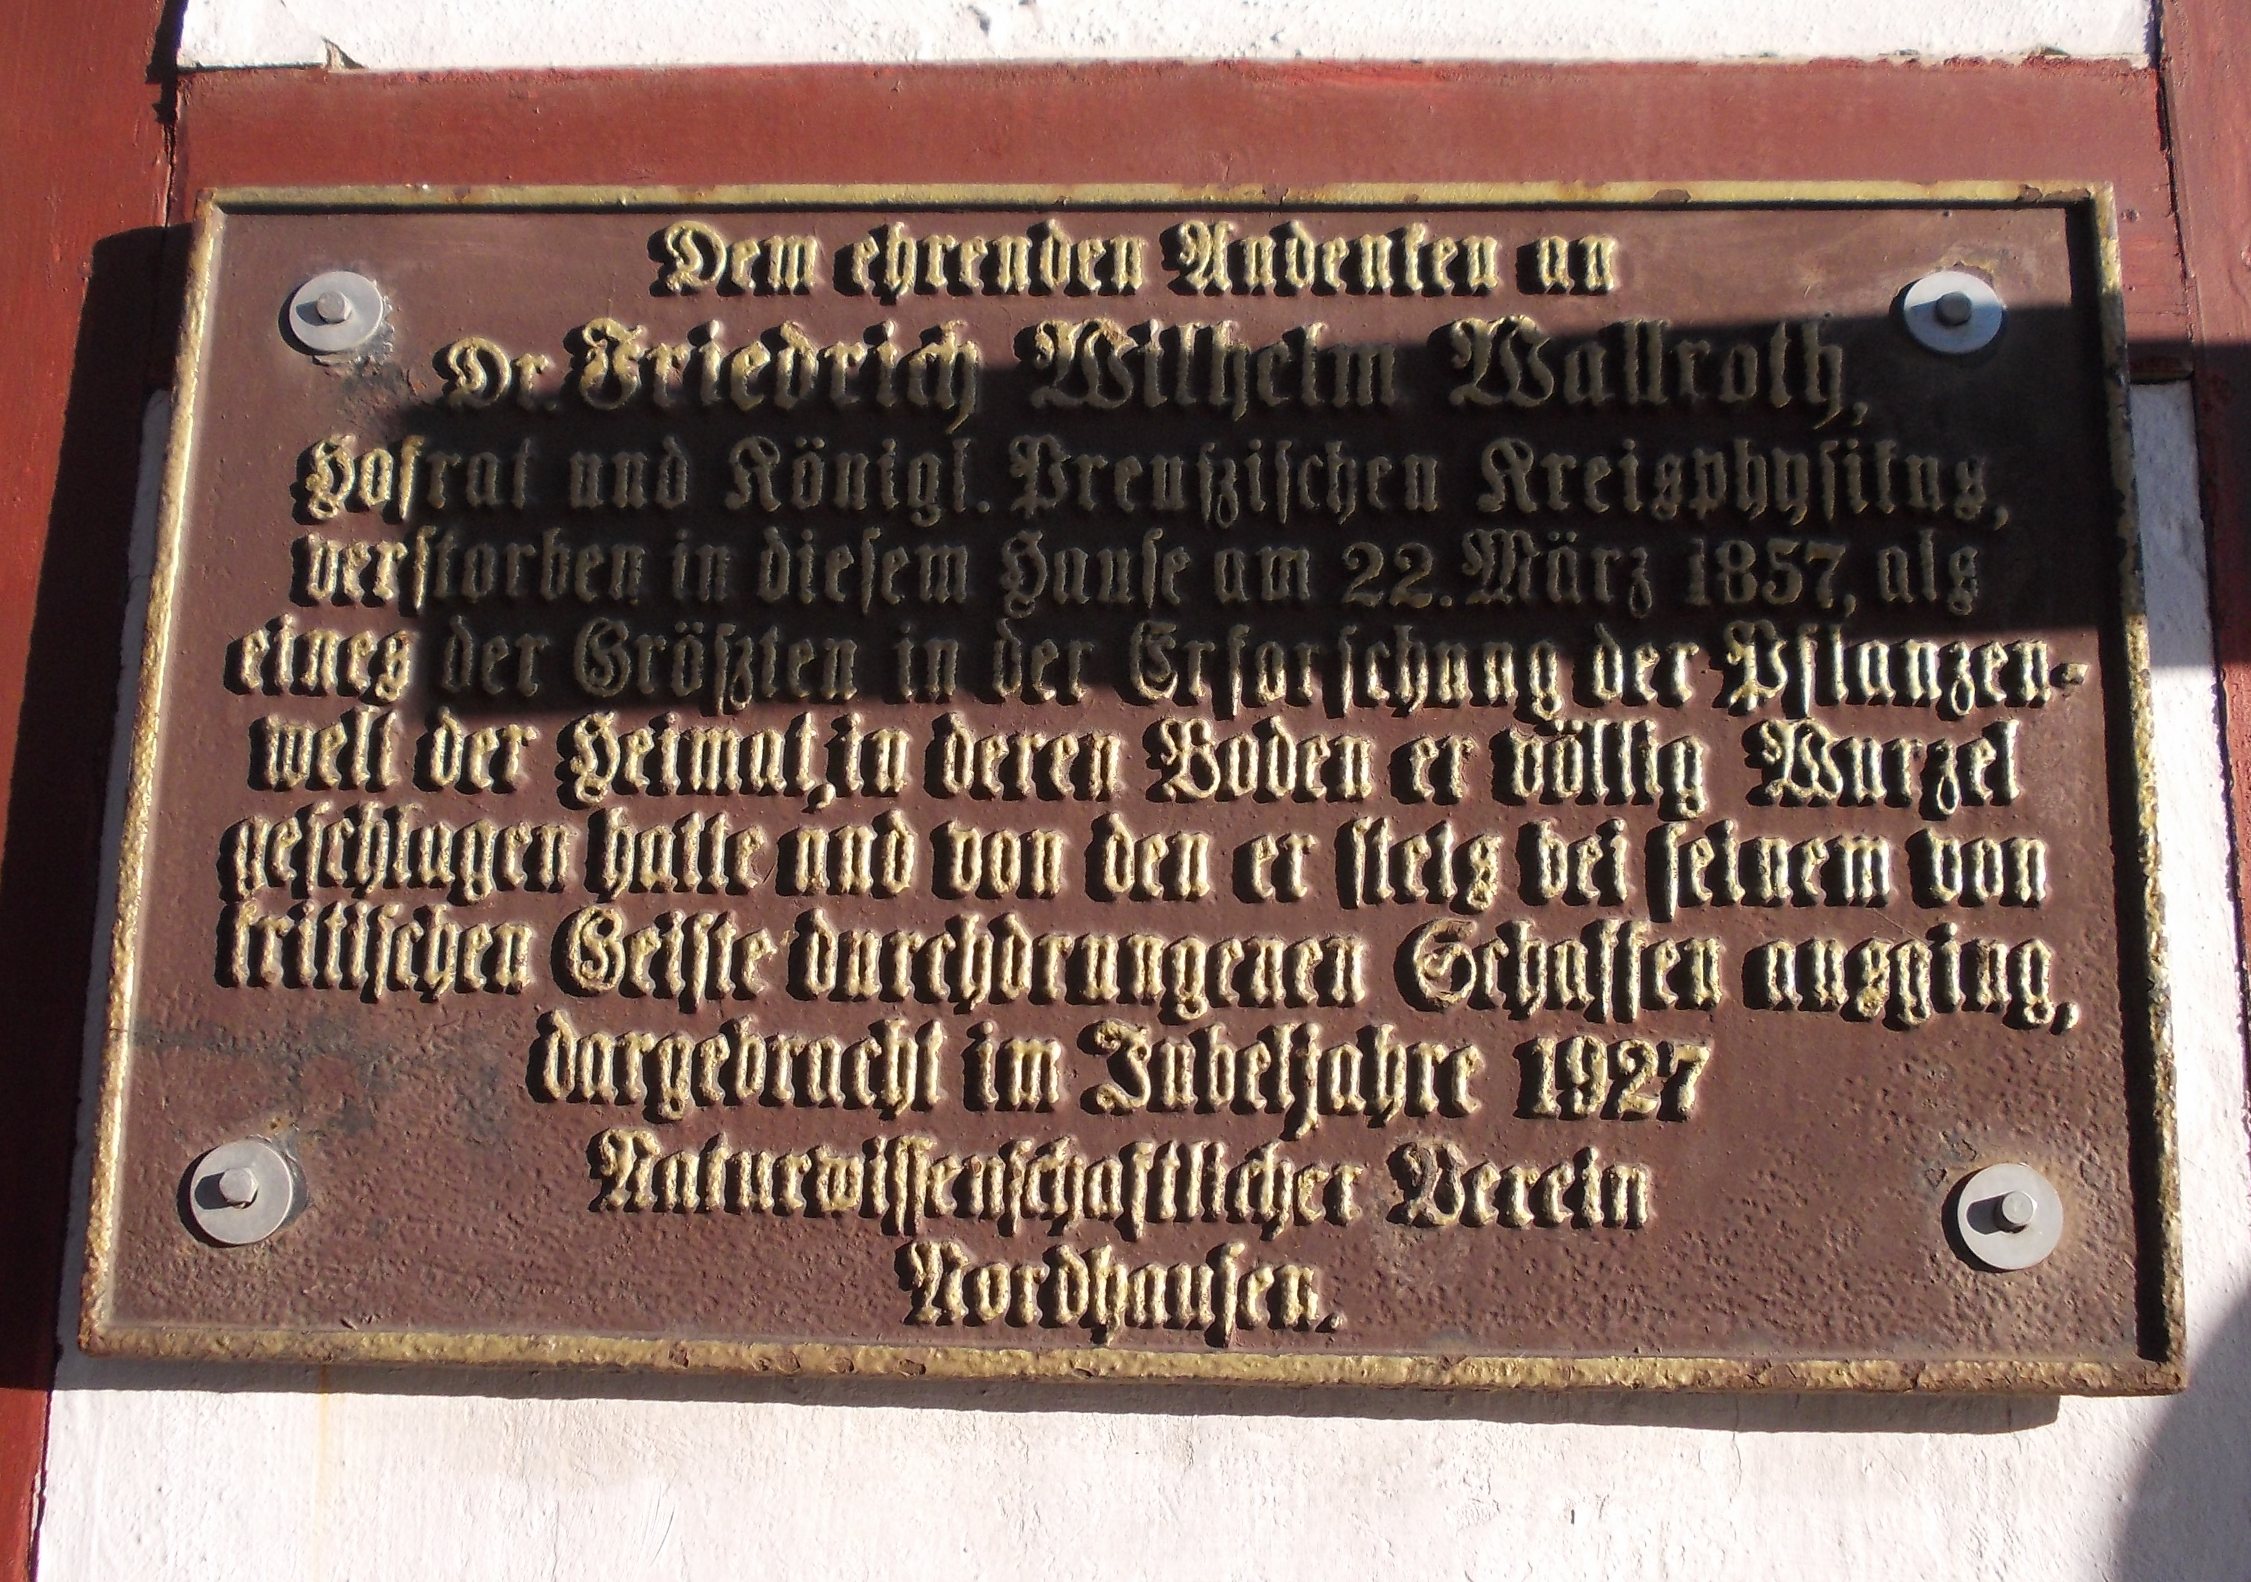 Dem ehrenden Andenken an
Dr. Friedrich Wilhelm Wallroth,
Hofrat und Königl. Preuſzischen Kreisphysikus,
verstorben in diesem Hause am 22. März 1857, als
eines der Gröſzten in der Erforschung der Pflanzen-
welt der Heimat, in deren Boden er völlig Wurzel
geschlagen hatte und von den er stets bei seinem von
kritischen Geiste durchdrungenen Schaffen ausging,
dargebracht im Jubeljahre 1927
Naturwissenschaftlicher Verein
Nordhausen.